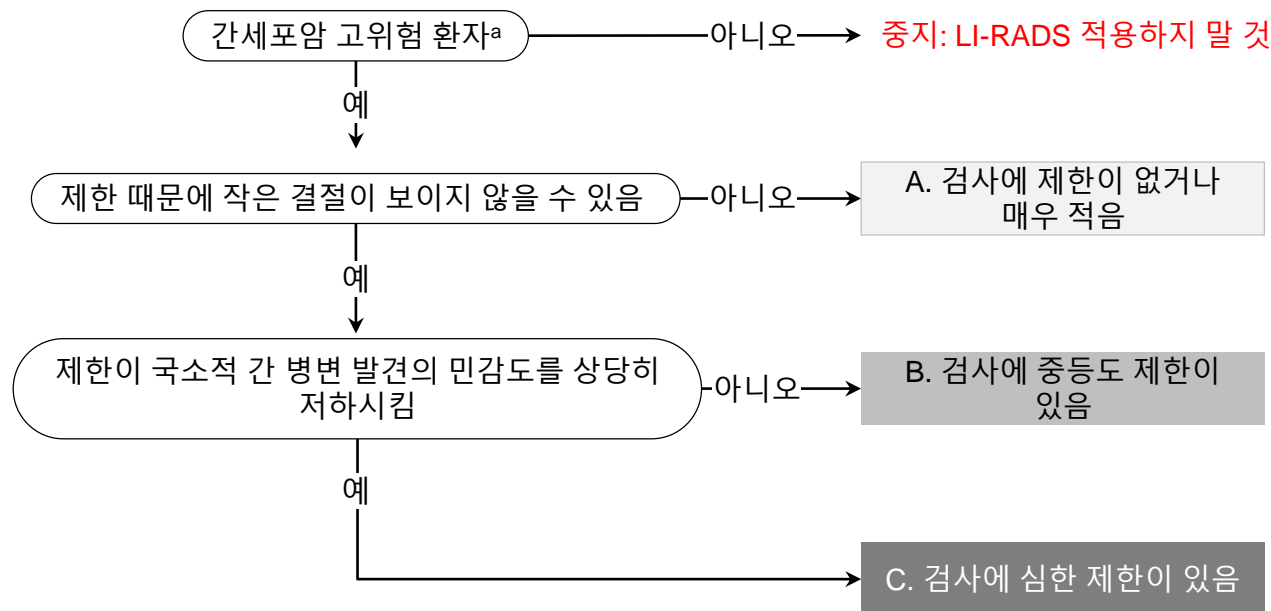 간세포암 고위험 환자a
아니오
중지: LI-RADS 적용하지 말 것
예
제한 때문에 작은 결절이 보이지 않을 수 있음
아니오
A. 검사에 제한이 없거나
매우 적음
예
제한이 국소적 간 병변 발견의 민감도를 상당히
저하시킴
아니오
B. 검사에 중등도 제한이
있음
예
C. 검사에 심한 제한이 있음